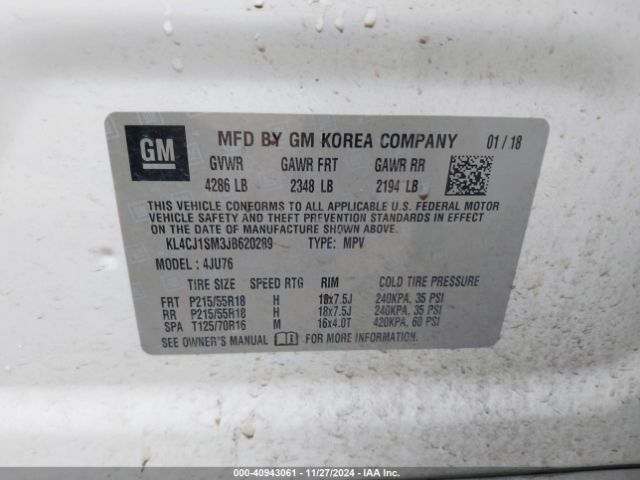 GM
MFD BY GM KOREA COMPANY 01/18
GVWR GAWR FRT GAWR RR
4286 LB 2348 LB 2194 LB
THIS VEHICLE CONFORMS TO ALL APPLICABLE U.S. FEDERAL MOTOR
VEHICLE SAFETY AND THEFT PREVENTION STANDARDS IN EFFECT
ON THE DATE OF MANUFACTURE SHOWN ABOVE.
KL4CJ1SM3JB620289 TYPE: MPV
MODEL: 4JU76
TIRE SIZE SPEED RTG RIM COLD TIRE PRESSURE
FRT P215/55R18 H 18x7.5J 240KPA, 35 PSI
RR P215/55R18 H 18x7.5J 240KPA, 35 PSI
SPA T125/70R16 M 16x4.0T 420KPA, 60 PSI
SEE OWNER'S MANUAL FOR MORE INFORMATION.
000-40943061 - 11/27/2024 - IAA Inc.